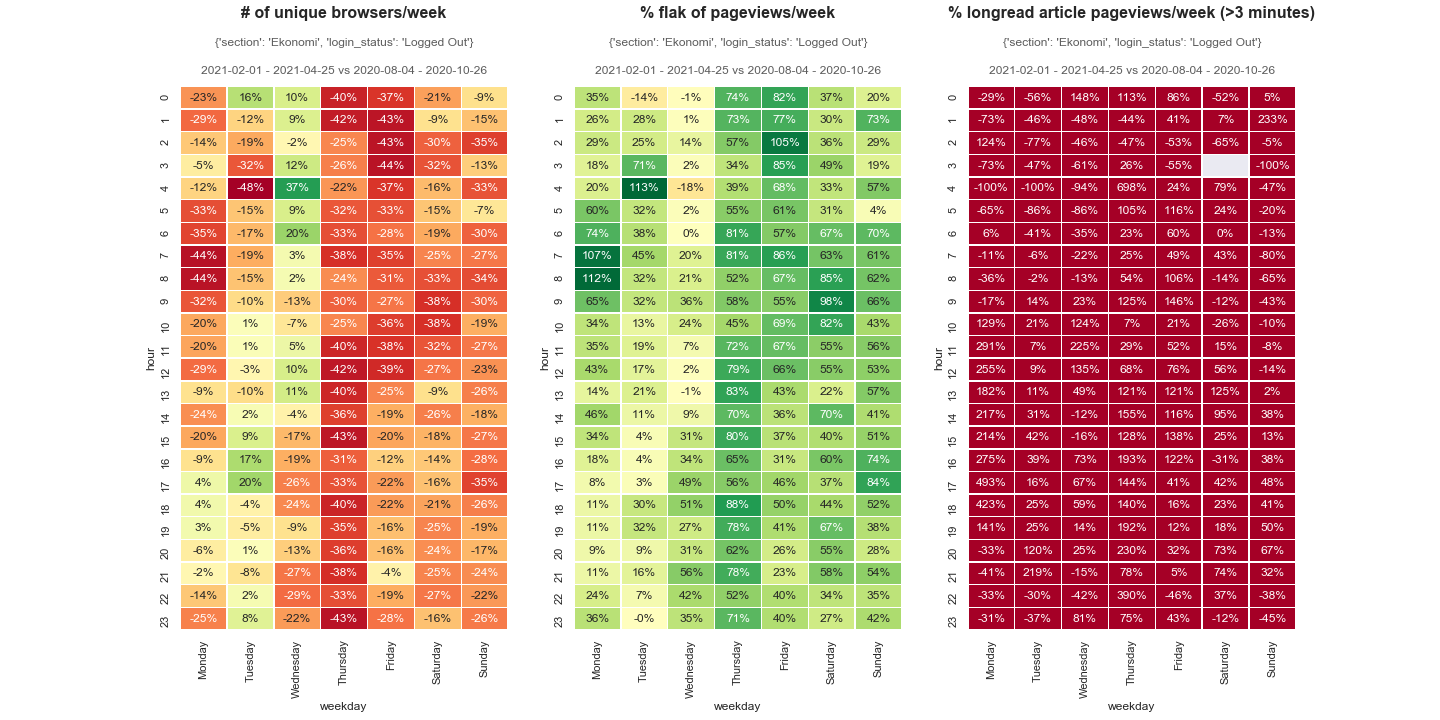 # of unique browsers/week % flak of pageviews/week % longread article pageviews/week (>3 minutes)
{'section': 'Ekonomi', 'login_status': 'Logged Out'} {'section': 'Ekonomi', 'login_status': 'Logged Out'} {'section': 'Ekonomi', 'login_status': 'Logged Out'}
2021-02-01 - 2021-04-25 vs 2020-08-04 - 2020-10-26 2021-02-01 - 2021-04-25 vs 2020-08-04 - 2020-10-26 2021-02-01 - 2021-04-25 vs 2020-08-04 - 2020-10-26
0 -23% 16% 10% -40% -37% -21% -9% 0 35% -14% -1% 74% 82% 37% 20% 0 -29% -56% 148% 113% 86% -52% 5%
1 -29% -12% 9% -42% -43% -9% -15% 1 26% 28% 1% 73% 77% 30% 73% 1 -73% -46% -48% -44% 41% 7% 233%
2 -14% -19% -2% -25% -43% -30% -35% 2 29% 25% 14% 57% 105% 36% 29% 2 124% -77% -46% -47% -53% -65% -5%
3 -5% -32% 12% -26% -44% -32% -13% 3 18% 71% 2% 34% 85% 49% 19% 3 -73% -47% -61% 26% -55% -100%
4 -12% -48% 37% -22% -37% -16% -33% 4 20% 113% -18% 39% 68% 33% 57% 4 -100% -100% -94% 698% 24% 79% -47%
5 -33% -15% 9% -32% -33% -15% -7% 5 60% 32% 2% 55% 61% 31% 4% 5 -65% -86% -86% 105% 116% 24% -20%
6 -35% -17% 20% -33% -28% -19% -30% 6 74% 38% 0% 81% 57% 67% 70% 6 6% -41% -35% 23% 60% 0% -13%
7 -44% -19% 3% -38% -35% -25% -27% 7 107% 45% 20% 81% 86% 63% 61% 7 -11% -6% -22% 25% 49% 43% -80%
8 -44% -15% 2% -24% -31% -33% -34% 8 112% 32% 21% 52% 67% 85% 62% 8 -36% -2% -13% 54% 106% -14% -65%
9 -32% -10% -13% -30% -27% -38% -30% 9 65% 32% 36% 58% 55% 98% 66% 9 -17% 14% 23% 125% 146% -12% -43%
10 -20% 1% -7% -25% -36% -38% -19% 10 34% 13% 24% 45% 69% 82% 43% 10 129% 21% 124% 7% 21% -26% -10%
11 -20% 1% 5% -40% -38% -32% -27% 11 35% 19% 7% 72% 67% 55% 56% 11 291% 7% 225% 29% 52% 15% -8%
hour hour hour
12 -29% -3% 10% -42% -39% -27% -23% 12 43% 17% 2% 79% 66% 55% 53% 12 255% 9% 135% 68% 76% 56% -14%
13 -9% -10% 11% -40% -25% -9% -26% 13 14% 21% -1% 83% 43% 22% 57% 13 182% 11% 49% 121% 121% 125% 2%
14 -24% 2% -4% -36% -19% -26% -18% 14 46% 11% 9% 70% 36% 70% 41% 14 217% 31% -12% 155% 116% 95% 38%
15 -20% 9% -17% -43% -20% -18% -27% 15 34% 4% 31% 80% 37% 40% 51% 15 214% 42% -16% 128% 138% 25% 13%
16 -9% 17% -19% -31% -12% -14% -28% 16 18% 4% 34% 65% 31% 60% 74% 16 275% 39% 73% 193% 122% -31% 38%
17 4% 20% -26% -33% -22% -16% -35% 17 8% 3% 49% 56% 46% 37% 84% 17 493% 16% 67% 144% 41% 42% 48%
18 4% -4% -24% -40% -22% -21% -26% 18 11% 30% 51% 88% 50% 44% 52% 18 423% 25% 59% 140% 16% 23% 41%
19 3% -5% -9% -35% -16% -25% -19% 19 11% 32% 27% 78% 41% 67% 38% 19 141% 25% 14% 192% 12% 18% 50%
20 -6% 1% -13% -36% -16% -24% -17% 20 9% 9% 31% 62% 26% 55% 28% 20 -33% 120% 25% 230% 32% 73% 67%
21 -2% -8% -27% -38% -4% -25% -24% 21 11% 16% 56% 78% 23% 58% 54% 21 -41% 219% -15% 78% 5% 74% 32%
22 -14% 2% -29% -33% -19% -27% -22% 22 24% 7% 42% 52% 40% 34% 35% 22 -33% -30% -42% 390% -46% 37% -38%
23 -25% 8% -22% -43% -28% -16% -26% 23 36% -0% 35% 71% 40% 27% 42% 23 -31% -37% 81% 75% 43% -12% -45%
Monday Tuesday Wednesday Thursday Friday Saturday Sunday Monday Tuesday Wednesday Thursday Friday Saturday Sunday Monday Tuesday Wednesday Thursday Friday Saturday Sunday
weekday weekday weekday